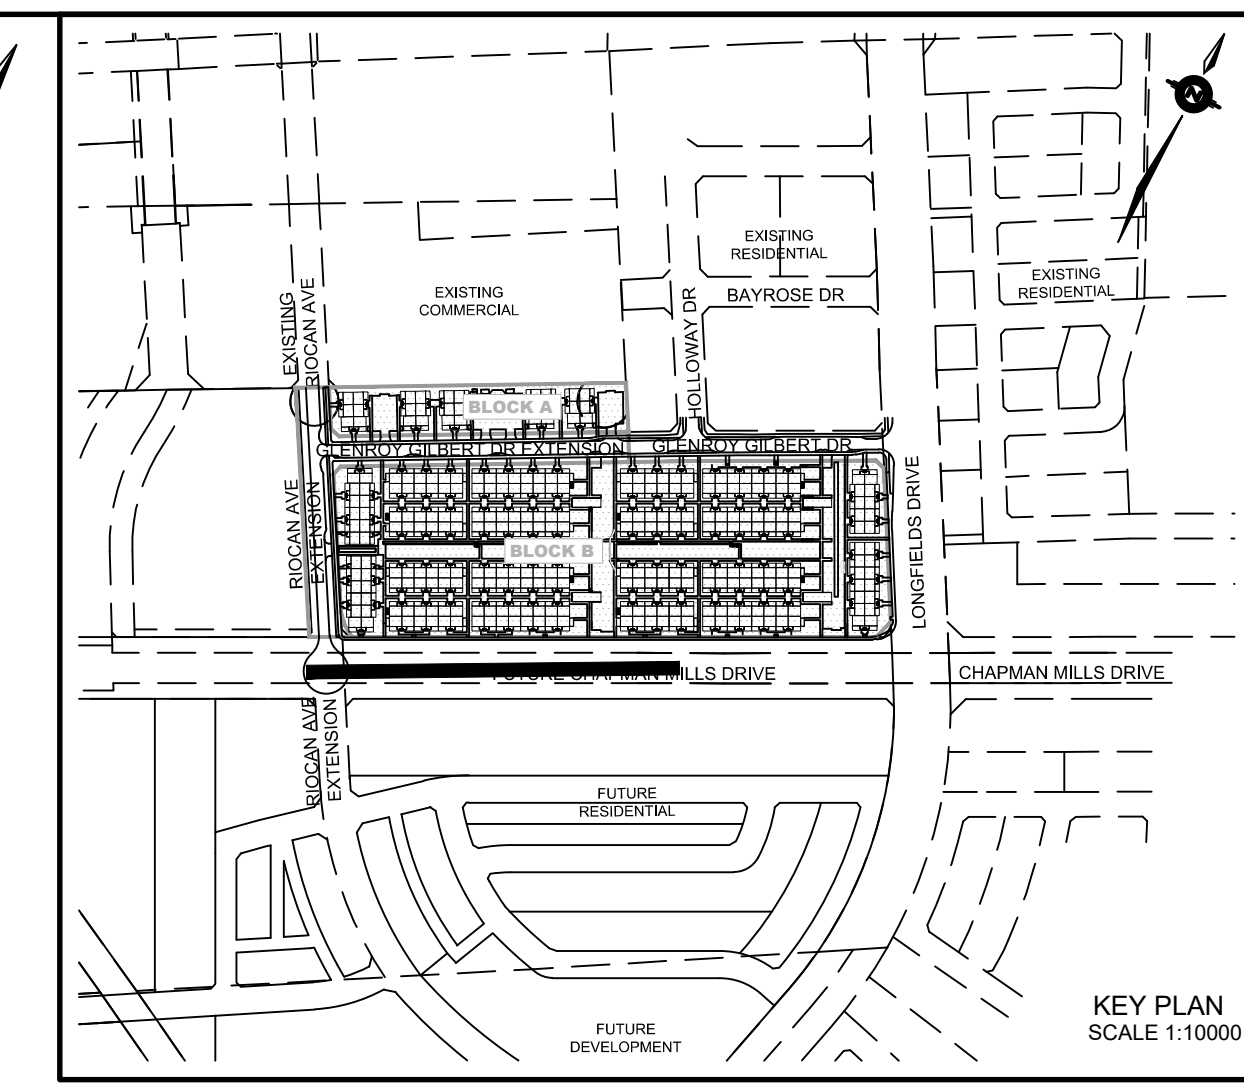 N
EXISTING
RESIDENTIAL
EXISTING
RESIDENTIAL
EXISTING
COMMERCIAL
BAYROSE DR
EXISTING
RIOCAN AVE
HOLLOWAY DR
BLOCK A
GLENROY GILBERT DR EXTENSION
GLENROY GILBERT DR
RIOCAN AVE
EXTENSION
BLOCK B
LONGFIELDS DRIVE
FUTURE CHAPMAN MILLS DRIVE
CHAPMAN MILLS DRIVE
RIOCAN AVE
EXTENSION
FUTURE
RESIDENTIAL
FUTURE
DEVELOPMENT
KEY PLAN
SCALE 1:10000